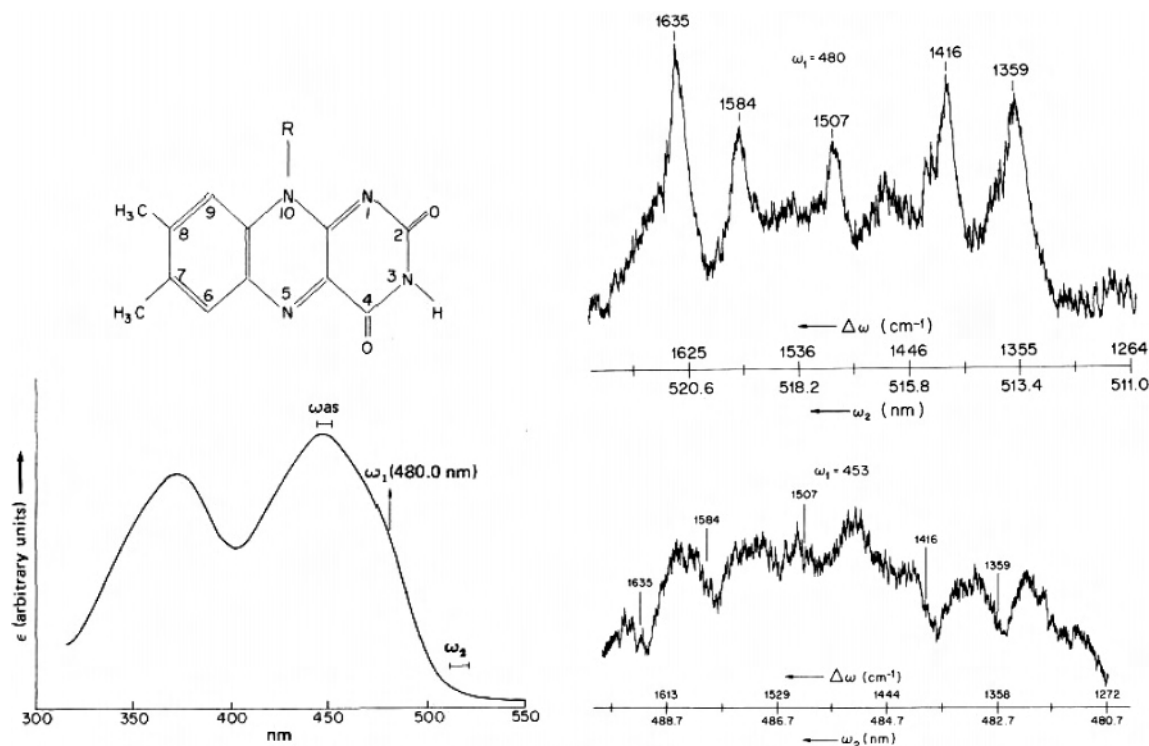 R
H₃C
H₃C
9
8
7
6
N
10
N
5
N
1
2
3
N
H
4
O
O
ωas
ω₁(480.0 nm)
ω₂
ε (arbitrary units)
300 350 400 450 500 550
nm
1635
1584
1507
1416
1359
ω₁=480
Δω (cm⁻¹)
1625 1536 1446 1355 1264
520.6 518.2 515.8 513.4 511.0
ω₂ (nm)
ω₁=453
1635
1584
1507
1416
1359
Δω (cm⁻¹)
1613 1529 1444 1358 1272
488.7 486.7 484.7 482.7 480.7
ω₂(nm)